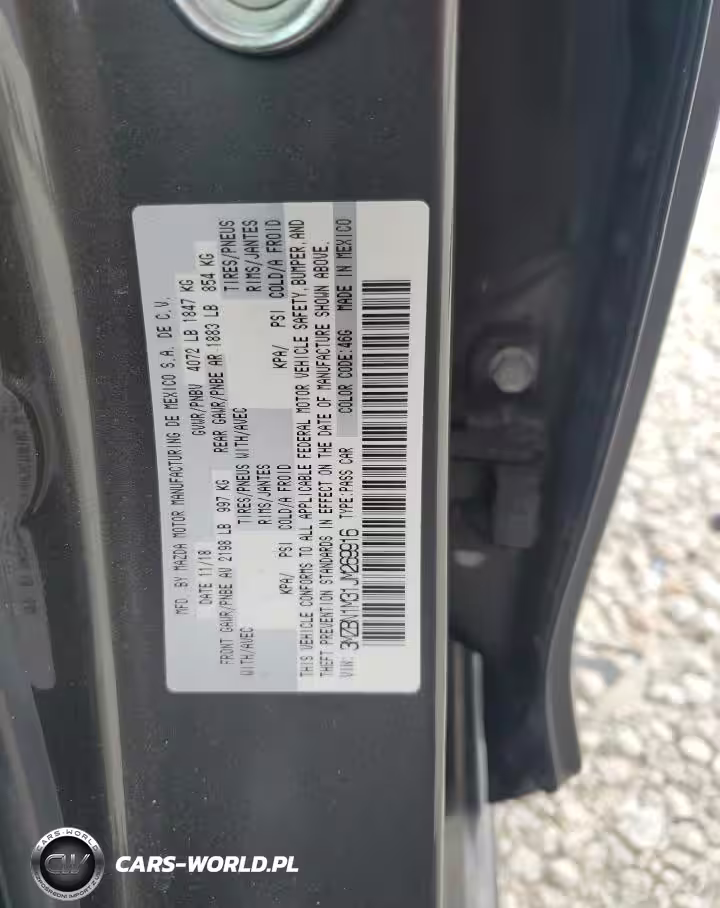 MFD. BY MAZDA MOTOR MANUFACTURING DE MEXICO S.A. DE C.V.
DATE 11/18 GVWR/PNBV 4072 LB 1847 KG
FRONT GAWR/PNBE AV 2198 LB 997 KG REAR GAWR/PNBE AR 1883 LB 854 KG
WITH/AVEC TIRES/PNEUS WITH/AVEC TIRES/PNEUS
RIMS/JANTES RIMS/JANTES
KPA/ PSI COLD/A FROID KPA/ PSI COLD/A FROID
THIS VEHICLE CONFORMS TO ALL APPLICABLE FEDERAL MOTOR VEHICLE SAFETY, BUMPER, AND
THEFT PREVENTION STANDARDS IN EFFECT ON THE DATE OF MANUFACTURE SHOWN ABOVE.
VIN: 3MZBN1M31JM269916 TYPE:PASS CAR COLOR CODE:46G MADE IN MEXICO
CARS-WORLD
CW
CARS-WORLD.PL